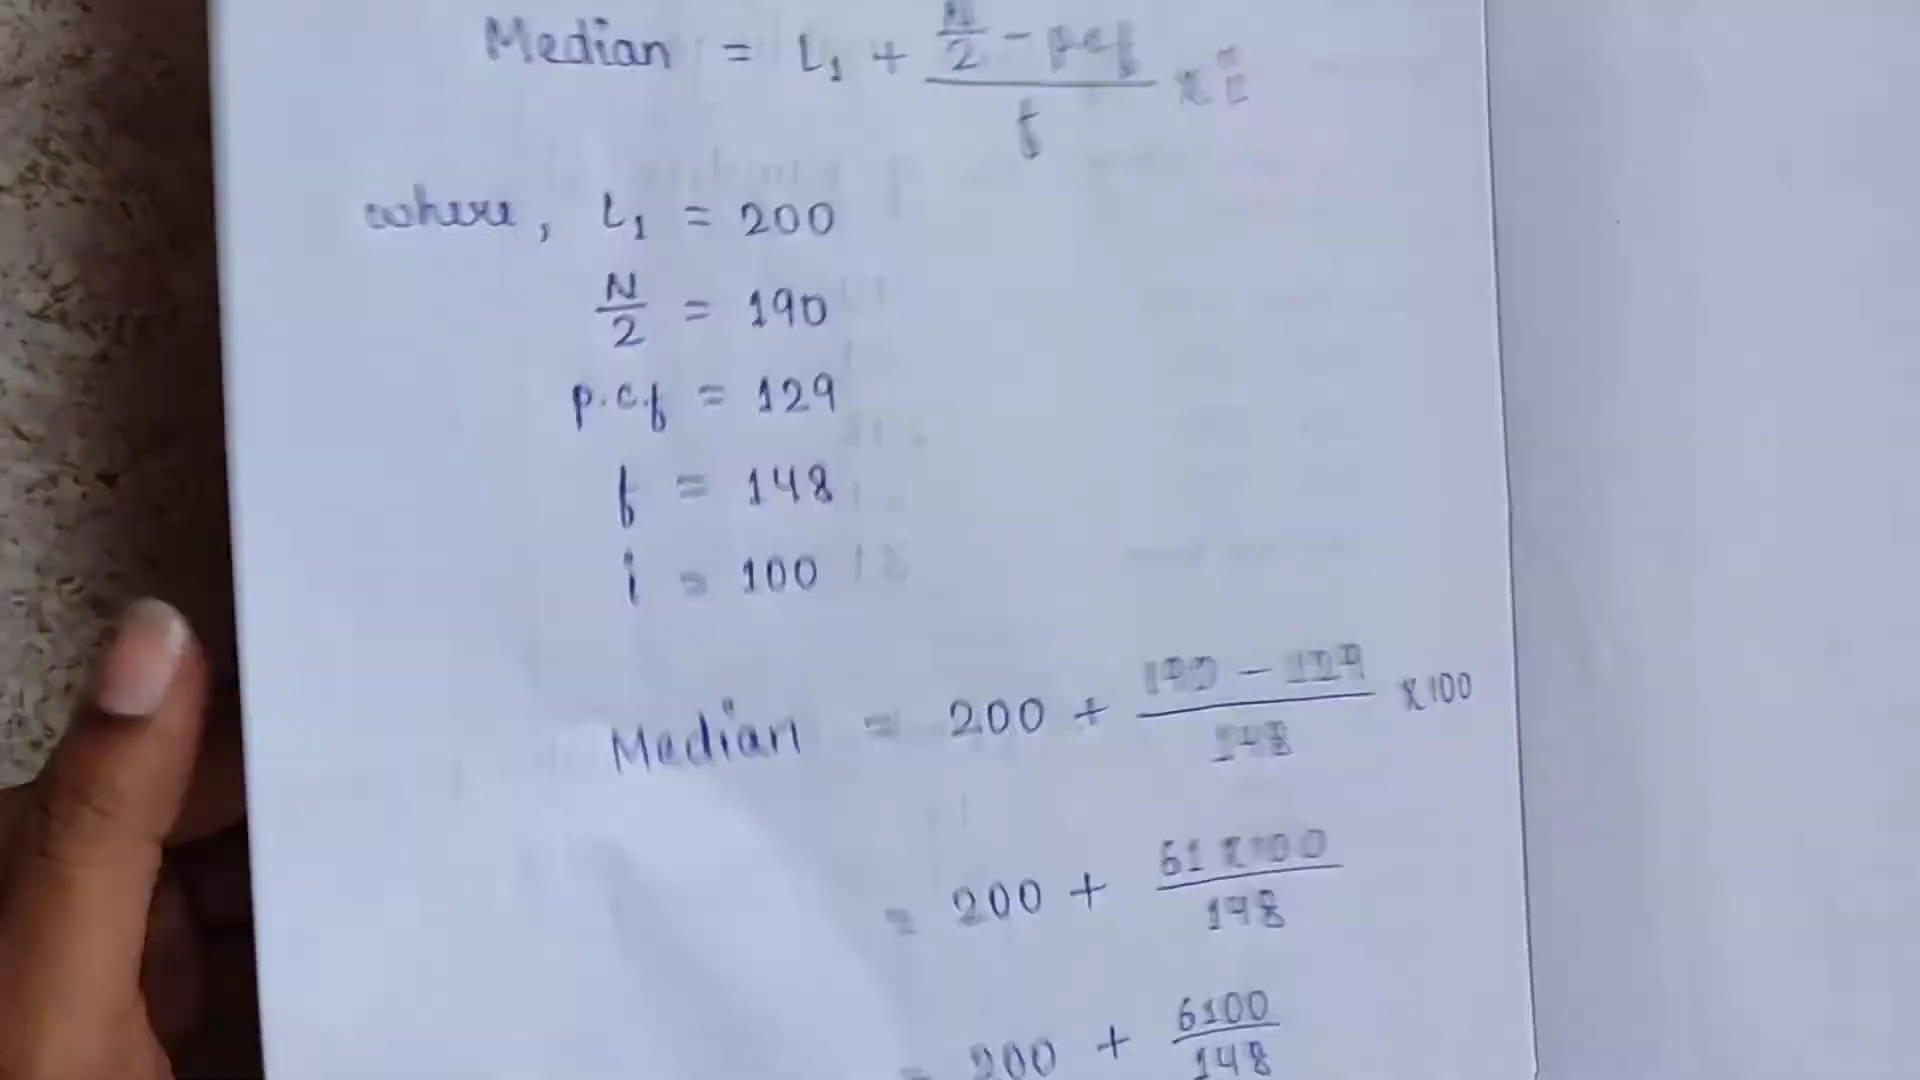 Median = L₁ + (N/2 - pcf)/f × i
where, L₁ = 200
N/2 = 190
p.c.f = 129
f = 148
i = 100
Median = 200 + (190 - 129)/148 × 100
= 200 + (61 × 100)/148
= 200 + 6100/148